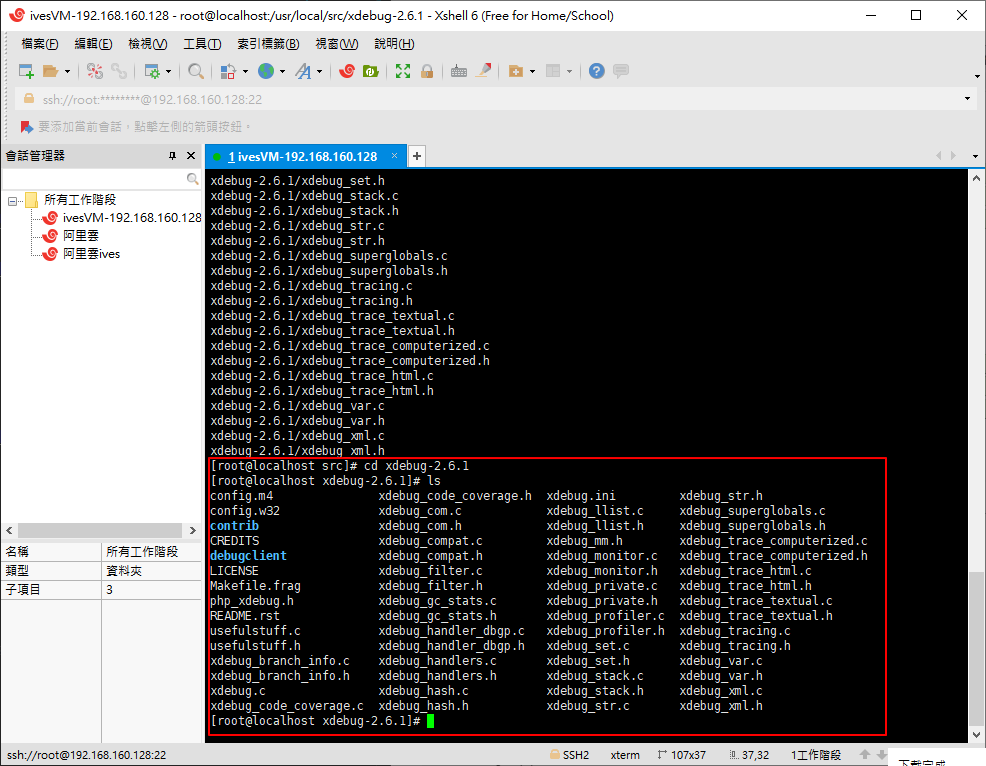 ivesVM-192.168.160.128 - root@localhost:/usr/local/src/xdebug-2.6.1 - Xshell 6 (Free for Home/School)
檔案(F) 編輯(E) 檢視(V) 工具(T) 索引標籤(B) 視窗(W) 說明(H)
ssh://root:********@192.168.160.128:22
要添加當前會話，點擊左側的箭頭按鈕。
會話管理器
1 ivesVM-192.168.160.128
所有工作階段
ivesVM-192.168.160.128
阿里雲
阿里雲ives
名稱 所有工作階段
類型 資料夾
子項目 3
xdebug-2.6.1/xdebug_set.h
xdebug-2.6.1/xdebug_stack.c
xdebug-2.6.1/xdebug_stack.h
xdebug-2.6.1/xdebug_str.c
xdebug-2.6.1/xdebug_str.h
xdebug-2.6.1/xdebug_superglobals.c
xdebug-2.6.1/xdebug_superglobals.h
xdebug-2.6.1/xdebug_tracing.c
xdebug-2.6.1/xdebug_tracing.h
xdebug-2.6.1/xdebug_trace_textual.c
xdebug-2.6.1/xdebug_trace_textual.h
xdebug-2.6.1/xdebug_trace_computerized.c
xdebug-2.6.1/xdebug_trace_computerized.h
xdebug-2.6.1/xdebug_trace_html.c
xdebug-2.6.1/xdebug_trace_html.h
xdebug-2.6.1/xdebug_var.c
xdebug-2.6.1/xdebug_var.h
xdebug-2.6.1/xdebug_xml.c
xdebug-2.6.1/xdebug_xml.h
[root@localhost src]# cd xdebug-2.6.1
[root@localhost xdebug-2.6.1]# ls
config.m4 xdebug_code_coverage.h xdebug.ini xdebug_str.h
config.w32 xdebug_com.c xdebug_llist.c xdebug_superglobals.c
contrib xdebug_com.h xdebug_llist.h xdebug_superglobals.h
CREDITS xdebug_compat.c xdebug_mm.h xdebug_trace_computerized.c
debugclient xdebug_compat.h xdebug_monitor.c xdebug_trace_computerized.h
LICENSE xdebug_filter.c xdebug_monitor.h xdebug_trace_html.c
Makefile.frag xdebug_filter.h xdebug_private.c xdebug_trace_html.h
php_xdebug.h xdebug_gc_stats.c xdebug_private.h xdebug_trace_textual.c
README.rst xdebug_gc_stats.h xdebug_profiler.c xdebug_trace_textual.h
usefulstuff.c xdebug_handler_dbgp.c xdebug_profiler.h xdebug_tracing.c
usefulstuff.h xdebug_handler_dbgp.h xdebug_set.c xdebug_tracing.h
xdebug_branch_info.c xdebug_handlers.c xdebug_set.h xdebug_var.c
xdebug_branch_info.h xdebug_handlers.h xdebug_stack.c xdebug_var.h
xdebug.c xdebug_hash.c xdebug_stack.h xdebug_xml.c
xdebug_code_coverage.c xdebug_hash.h xdebug_str.c xdebug_xml.h
[root@localhost xdebug-2.6.1]#
ssh://root@192.168.160.128:22 SSH2 xterm 107x37 37,32 1工作階段
下載完成